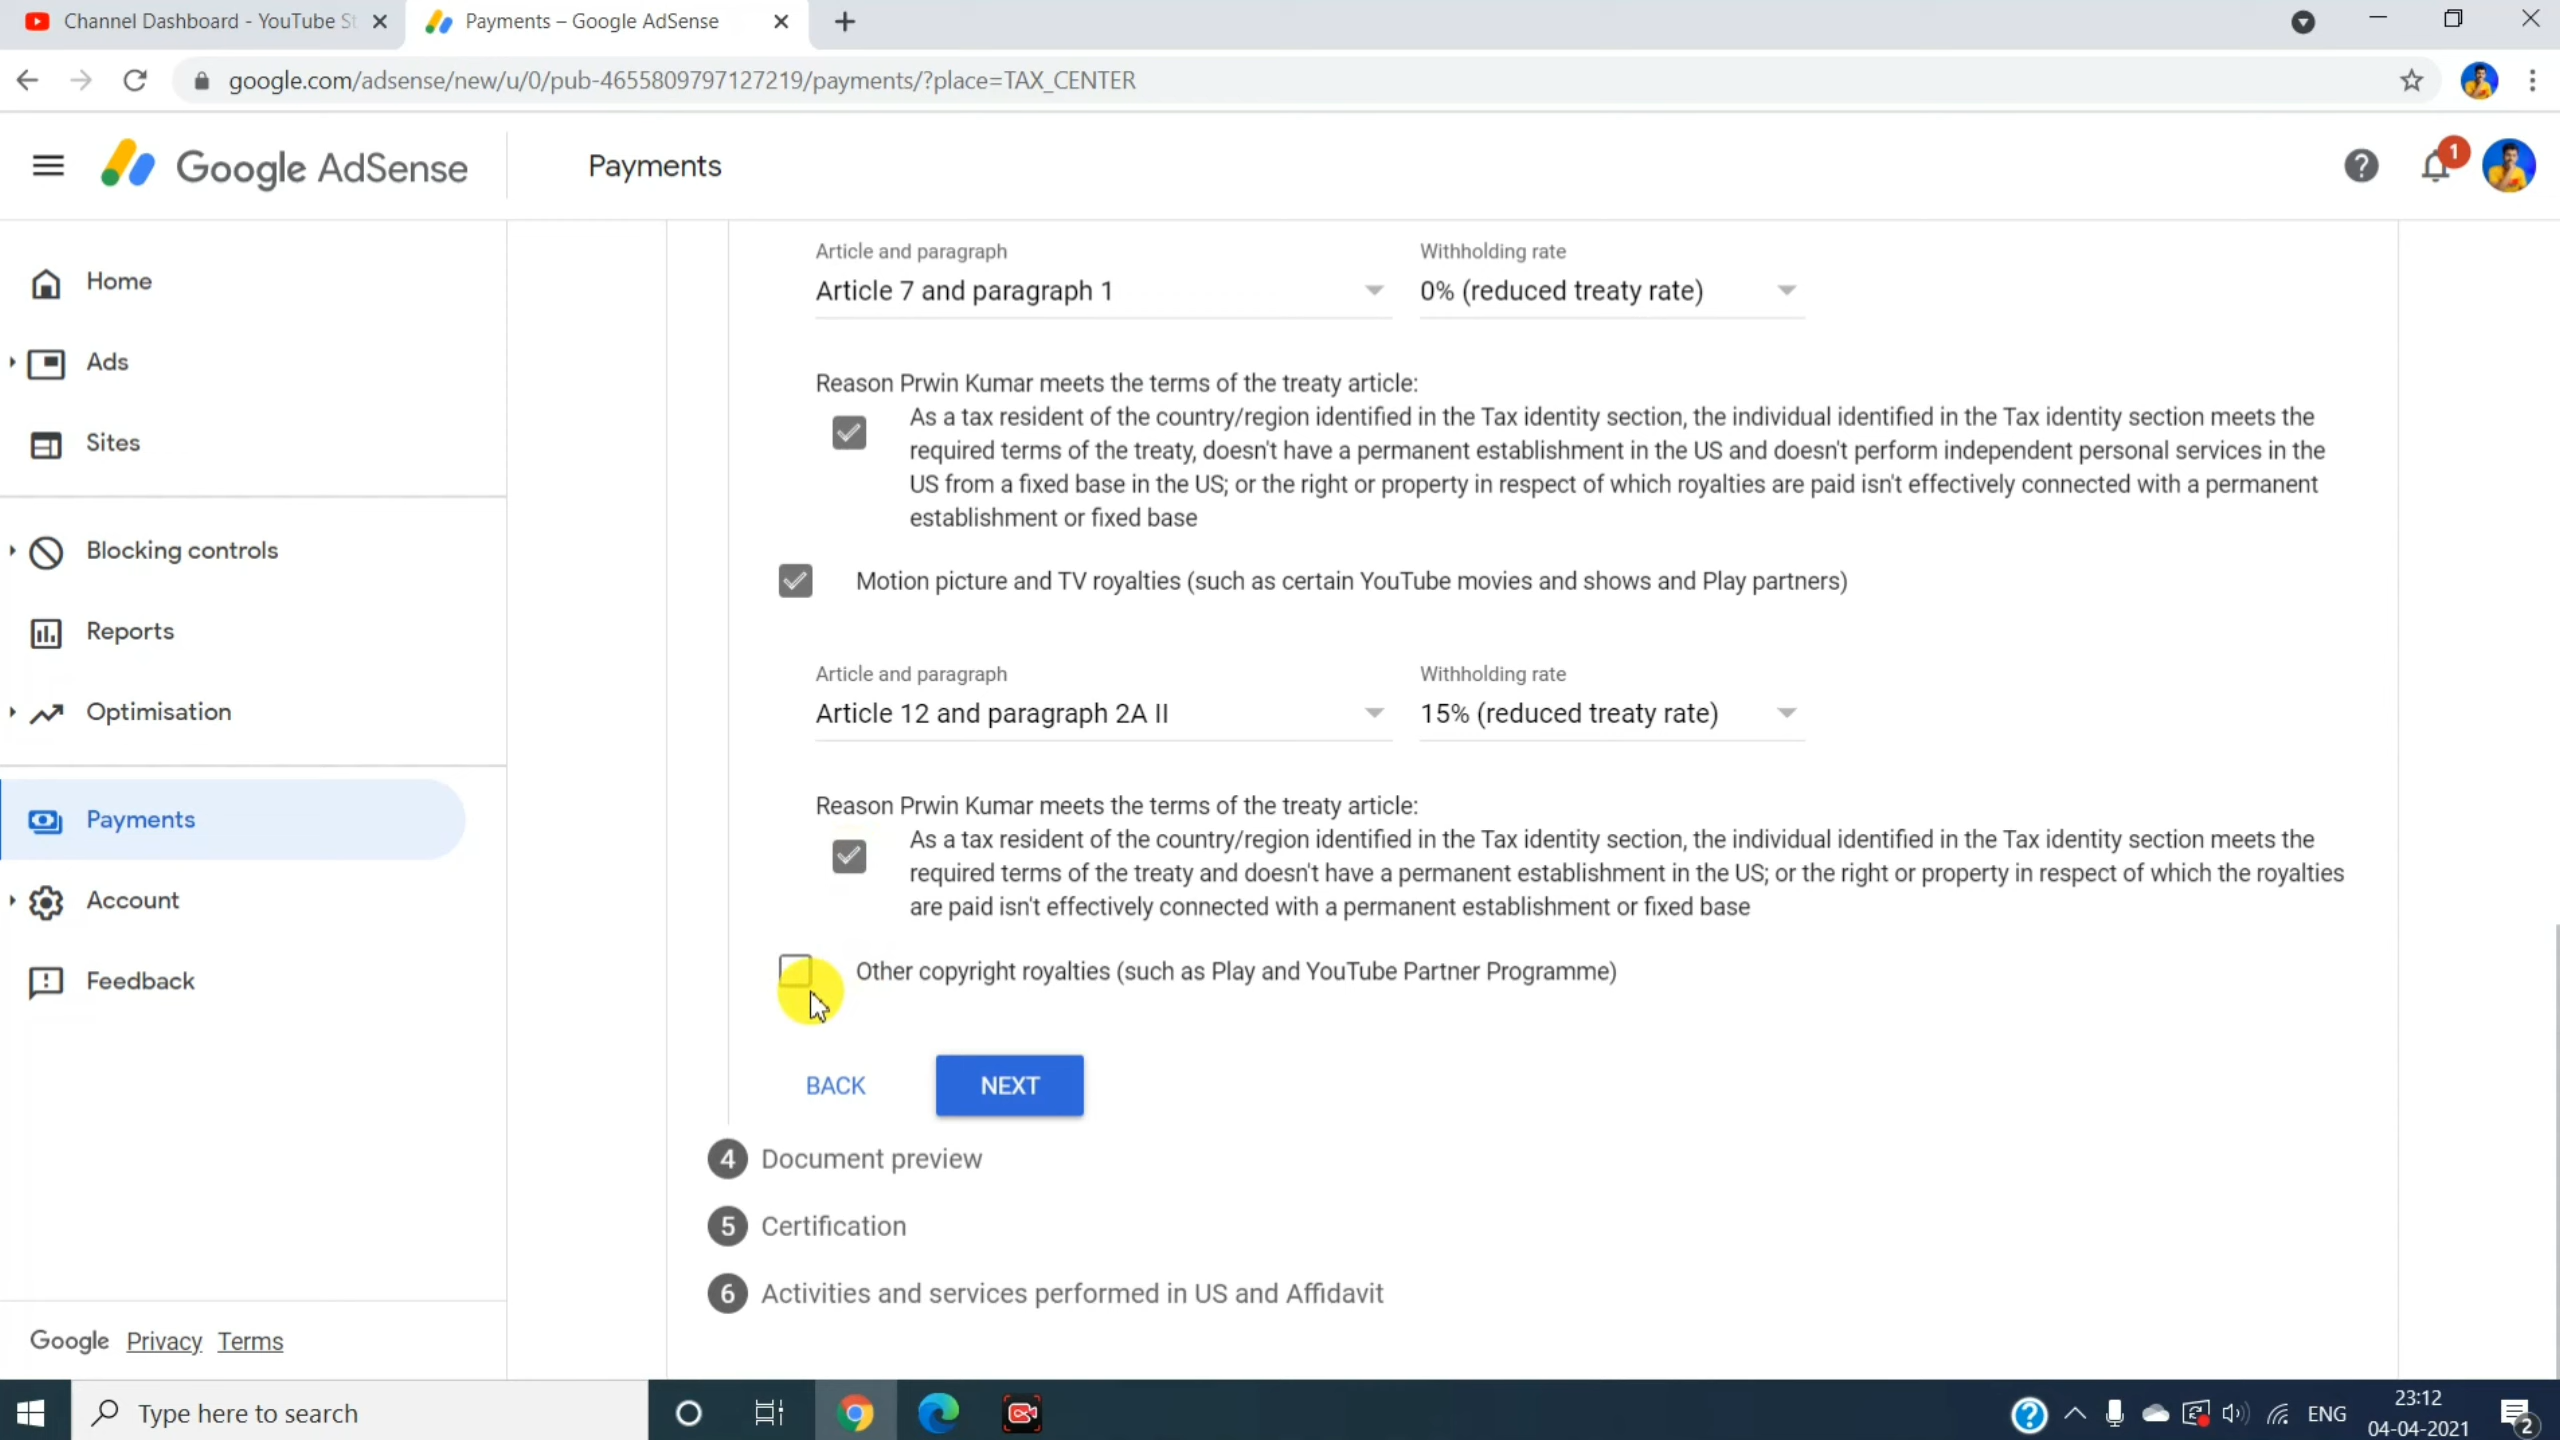 Channel Dashboard - YouTube St
Payments – Google AdSense
google.com/adsense/new/u/0/pub-4655809797127219/payments/?place=TAX_CENTER
Google AdSense
Payments
1
Home
Ads
Sites
Blocking controls
Reports
Optimisation
Payments
Account
Feedback
Google Privacy Terms
Article and paragraph
Article 7 and paragraph 1
Withholding rate
0% (reduced treaty rate)
Reason Prwin Kumar meets the terms of the treaty article:
As a tax resident of the country/region identified in the Tax identity section, the individual identified in the Tax identity section meets the
required terms of the treaty, doesn't have a permanent establishment in the US and doesn't perform independent personal services in the
US from a fixed base in the US; or the right or property in respect of which royalties are paid isn't effectively connected with a permanent
establishment or fixed base
Motion picture and TV royalties (such as certain YouTube movies and shows and Play partners)
Article and paragraph
Article 12 and paragraph 2A II
Withholding rate
15% (reduced treaty rate)
Reason Prwin Kumar meets the terms of the treaty article:
As a tax resident of the country/region identified in the Tax identity section, the individual identified in the Tax identity section meets the
required terms of the treaty and doesn't have a permanent establishment in the US; or the right or property in respect of which the royalties
are paid isn't effectively connected with a permanent establishment or fixed base
Other copyright royalties (such as Play and YouTube Partner Programme)
BACK
NEXT
4 Document preview
5 Certification
6 Activities and services performed in US and Affidavit
Type here to search
ENG
23:12
04-04-2021
2